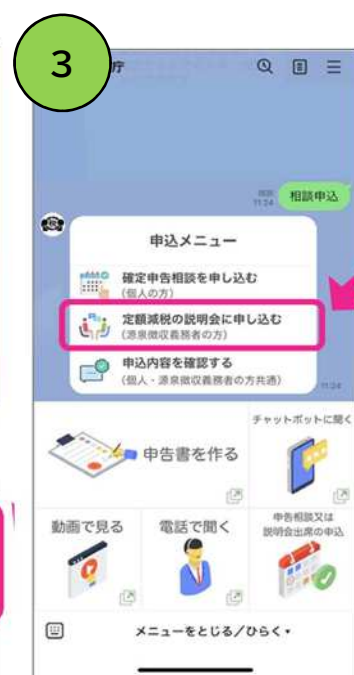 3
庁
相談申込
11:24
申込メニュー
確定申告相談を申し込む
(個人の方)
定額減税の説明会に申し込む
(源泉徴収義務者の方)
申込内容を確認する
(個人・源泉徴収義務者の方共通)
11:24
チャットボットに聞く
申告書を作る
動画で見る
電話で聞く
申告相談又は
説明会出席の申込
メニューをとじる/ひらく▾